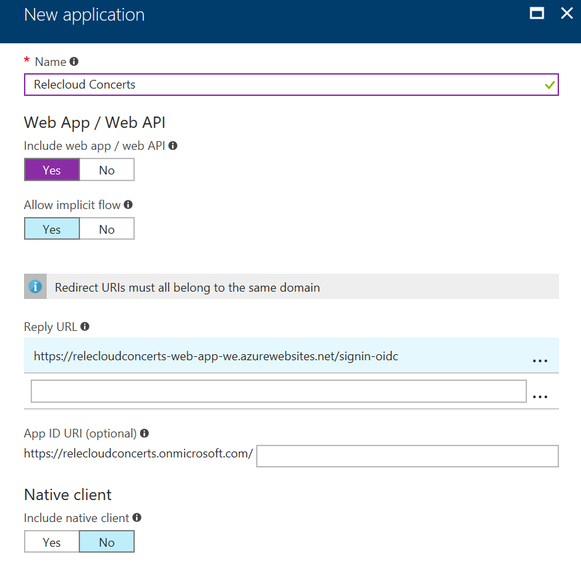 New application
* Name
Relecloud Concerts
Web App / Web API
Include web app / web API
Yes No
Allow implicit flow
Yes No
Redirect URIs must all belong to the same domain
Reply URL
https://relecloudconcerts-web-app-we.azurewebsites.net/signin-oidc
...
...
App ID URI (optional)
https://relecloudconcerts.onmicrosoft.com/
Native client
Include native client
Yes No